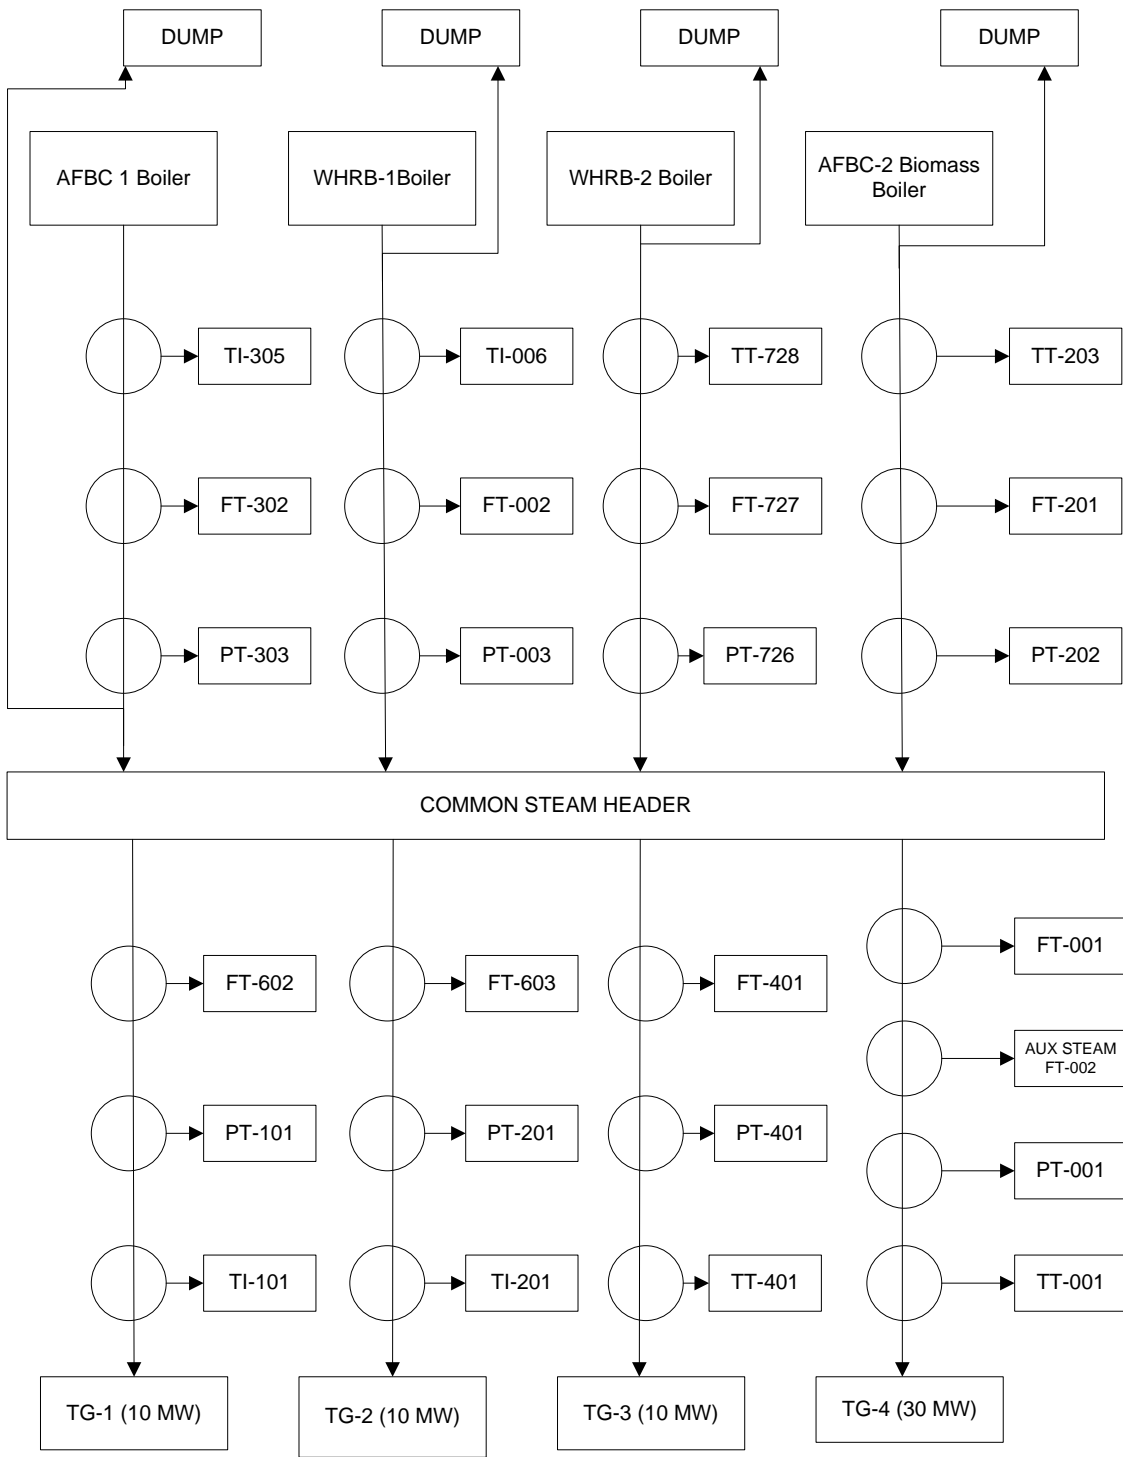 DUMP
DUMP
DUMP
DUMP
AFBC 1 Boiler
WHRB-1Boiler
WHRB-2 Boiler
AFBC-2 Biomass
Boiler
TI-305
TI-006
TT-728
TT-203
FT-302
FT-002
FT-727
FT-201
PT-303
PT-003
PT-726
PT-202
COMMON STEAM HEADER
FT-602
FT-603
FT-401
FT-001
AUX STEAM
FT-002
PT-101
PT-201
PT-401
PT-001
TI-101
TI-201
TT-401
TT-001
TG-1 (10 MW)
TG-2 (10 MW)
TG-3 (10 MW)
TG-4 (30 MW)